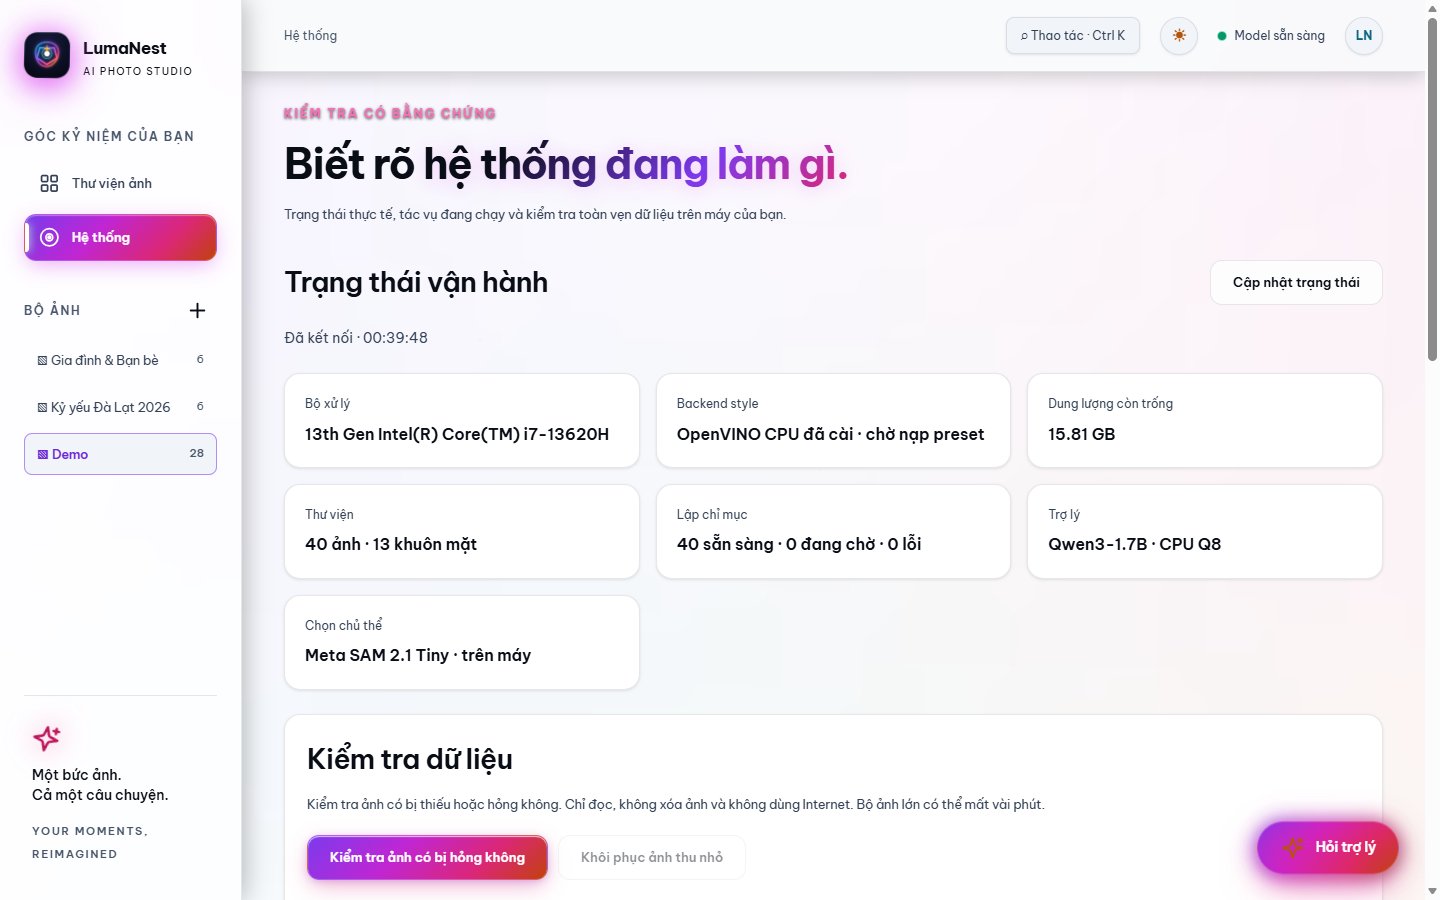 LumaNest
AI PHOTO STUDIO
GÓC KỶ NIỆM CỦA BẠN
Thư viện ảnh
Hệ thống
BỘ ẢNH
Gia đình & Bạn bè 6
Kỷ yếu Đà Lạt 2026 6
Demo 28
Một bức ảnh.
Cả một câu chuyện.
YOUR MOMENTS,
REIMAGINED
Hệ thống
Thao tác · Ctrl K
Model sẵn sàng
LN
KIỂM TRA CÓ BẰNG CHỨNG
Biết rõ hệ thống đang làm gì.
Trạng thái thực tế, tác vụ đang chạy và kiểm tra toàn vẹn dữ liệu trên máy của bạn.
Trạng thái vận hành
Cập nhật trạng thái
Đã kết nối · 00:39:48
Bộ xử lý
13th Gen Intel(R) Core(TM) i7-13620H
Backend style
OpenVINO CPU đã cài · chờ nạp preset
Dung lượng còn trống
15.81 GB
Thư viện
40 ảnh · 13 khuôn mặt
Lập chỉ mục
40 sẵn sàng · 0 đang chờ · 0 lỗi
Trợ lý
Qwen3-1.7B · CPU Q8
Chọn chủ thể
Meta SAM 2.1 Tiny · trên máy
Kiểm tra dữ liệu
Kiểm tra ảnh có bị thiếu hoặc hỏng không. Chỉ đọc, không xóa ảnh và không dùng Internet. Bộ ảnh lớn có thể mất vài phút.
Kiểm tra ảnh có bị hỏng không
Khôi phục ảnh thu nhỏ
Hỏi trợ lý